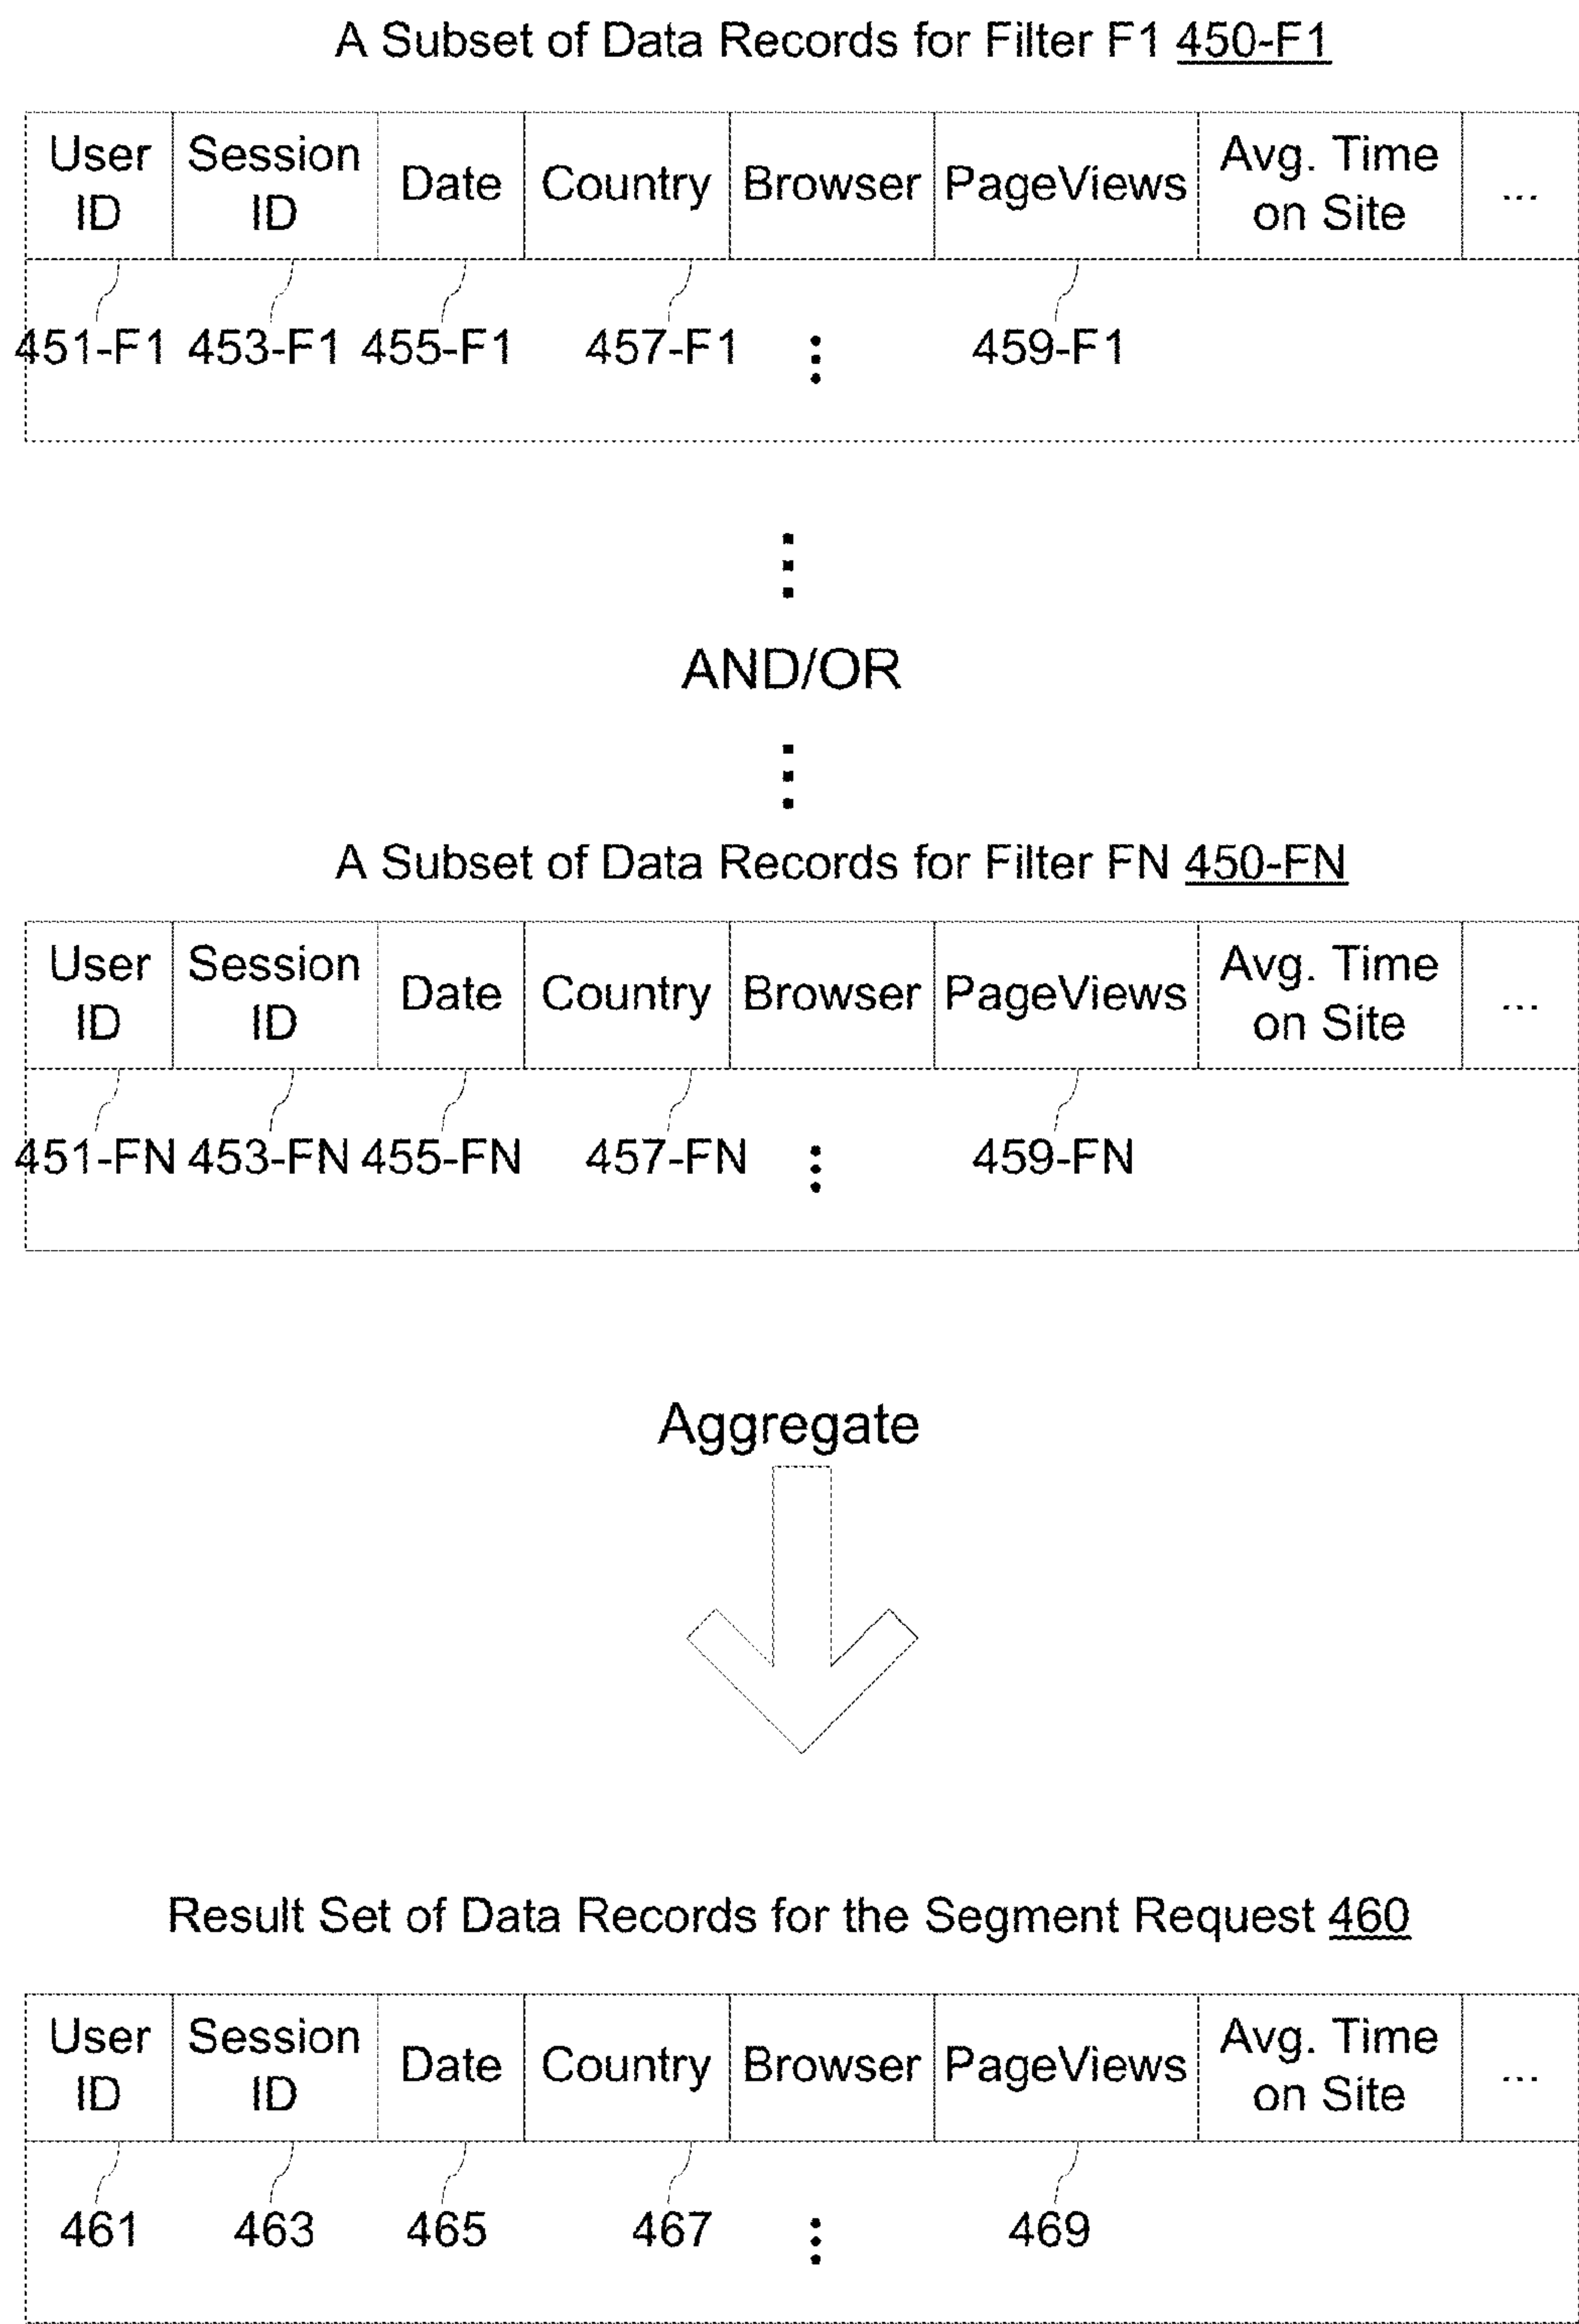 A Subset of Data Records for Filter F1 450-F1
User ID Session ID Date Country Browser PageViews Avg. Time on Site ...
451-F1 453-F1 455-F1 457-F1 459-F1
AND/OR
A Subset of Data Records for Filter FN 450-FN
User ID Session ID Date Country Browser PageViews Avg. Time on Site ...
451-FN 453-FN 455-FN 457-FN 459-FN
Aggregate
Result Set of Data Records for the Segment Request 460
User ID Session ID Date Country Browser PageViews Avg. Time on Site ...
461 463 465 467 469